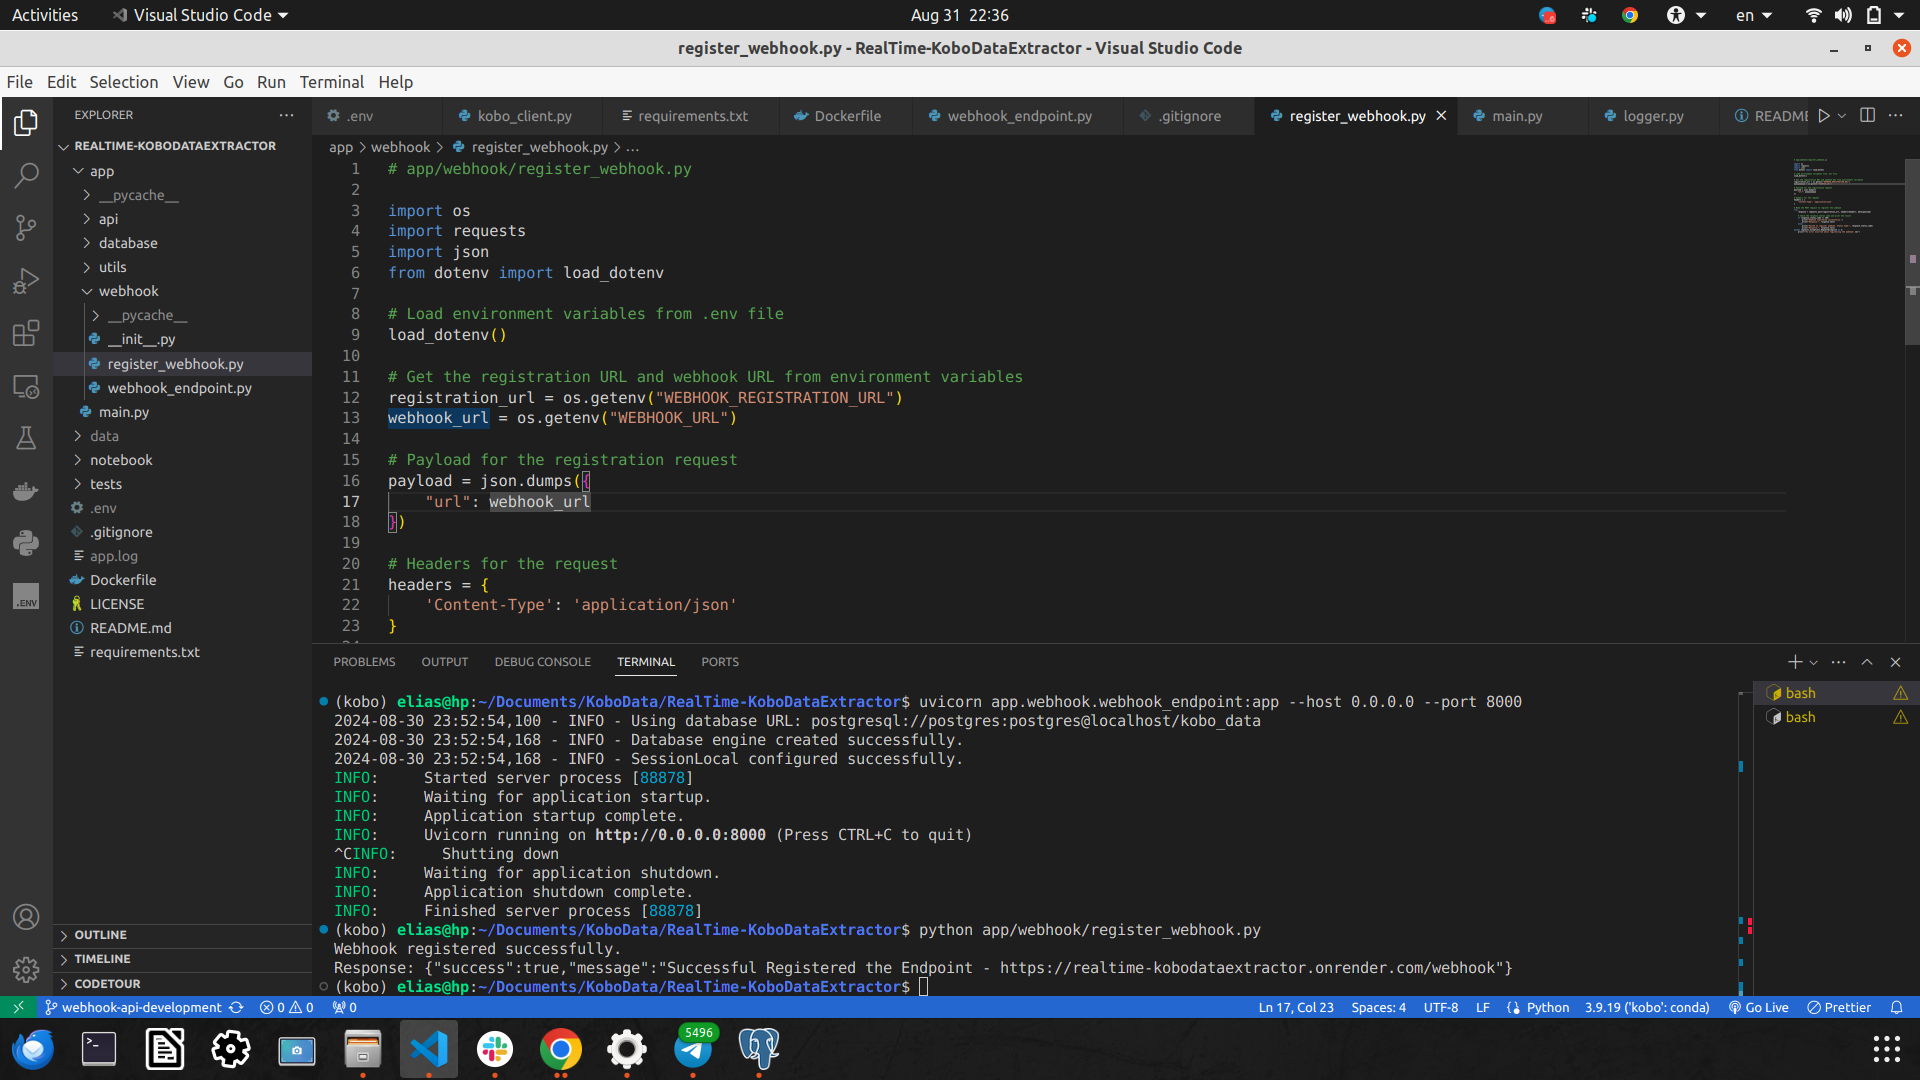 Activities
Visual Studio Code
Aug 31 22:36
en
register_webhook.py - RealTime-KoboDataExtractor - Visual Studio Code
File Edit Selection View Go Run Terminal Help
EXPLORER
REALTIME-KOBODATAEXTRACTOR
app
__pycache__
api
database
utils
webhook
__pycache__
__init__.py
register_webhook.py
webhook_endpoint.py
main.py
data
notebook
tests
.env
.gitignore
app.log
Dockerfile
LICENSE
README.md
requirements.txt
OUTLINE
TIMELINE
CODETOUR
.ENV
.env kobo_client.py requirements.txt Dockerfile webhook_endpoint.py .gitignore register_webhook.py main.py logger.py README
app > webhook > register_webhook.py > ...
1 # app/webhook/register_webhook.py
2
3 import os
4 import requests
5 import json
6 from dotenv import load_dotenv
7
8 # Load environment variables from .env file
9 load_dotenv()
10
11 # Get the registration URL and webhook URL from environment variables
12 registration_url = os.getenv("WEBHOOK_REGISTRATION_URL")
13 webhook_url = os.getenv("WEBHOOK_URL")
14
15 # Payload for the registration request
16 payload = json.dumps({
17 "url": webhook_url
18 })
19
20 # Headers for the request
21 headers = {
22 'Content-Type': 'application/json'
23 }
PROBLEMS OUTPUT DEBUG CONSOLE TERMINAL PORTS
(kobo) elias@hp:~/Documents/KoboData/RealTime-KoboDataExtractor$ uvicorn app.webhook.webhook_endpoint:app --host 0.0.0.0 --port 8000
2024-08-30 23:52:54,100 - INFO - Using database URL: postgresql://postgres:postgres@localhost/kobo_data
2024-08-30 23:52:54,168 - INFO - Database engine created successfully.
2024-08-30 23:52:54,168 - INFO - SessionLocal configured successfully.
INFO: Started server process [88878]
INFO: Waiting for application startup.
INFO: Application startup complete.
INFO: Uvicorn running on http://0.0.0.0:8000 (Press CTRL+C to quit)
^CINFO: Shutting down
INFO: Waiting for application shutdown.
INFO: Application shutdown complete.
INFO: Finished server process [88878]
(kobo) elias@hp:~/Documents/KoboData/RealTime-KoboDataExtractor$ python app/webhook/register_webhook.py
Webhook registered successfully.
Response: {"success":true,"message":"Successful Registered the Endpoint - https://realtime-kobodataextractor.onrender.com/webhook"}
(kobo) elias@hp:~/Documents/KoboData/RealTime-KoboDataExtractor$
bash
bash
webhook-api-development 0 0 0 Ln 17, Col 23 Spaces: 4 UTF-8 LF Python 3.9.19 ('kobo': conda) Go Live Prettier
5496